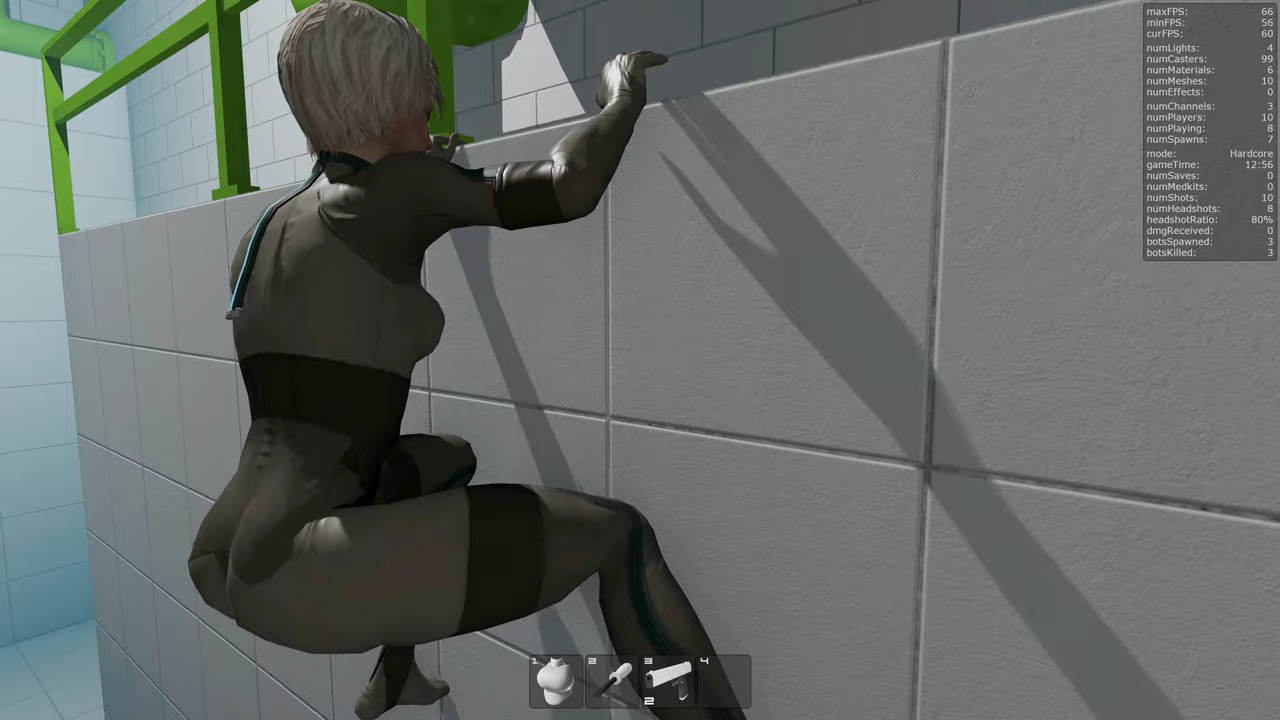 maxFPS: 66
minFPS: 56
curFPS: 60
numLights: 4
numCasters: 99
numMaterials: 6
numMeshes: 10
numEffects: 0
numChannels: 3
numPlayers: 10
numPlaying: 8
numSpawns: 7
mode: Hardcore
gameTime: 12:56
numSaves: 0
numMedkits: 0
numShots: 10
numHeadshots: 8
headshotRatio: 80%
dmgReceived: 0
botsSpawned: 3
botsKilled: 3
1 2 3 4
2